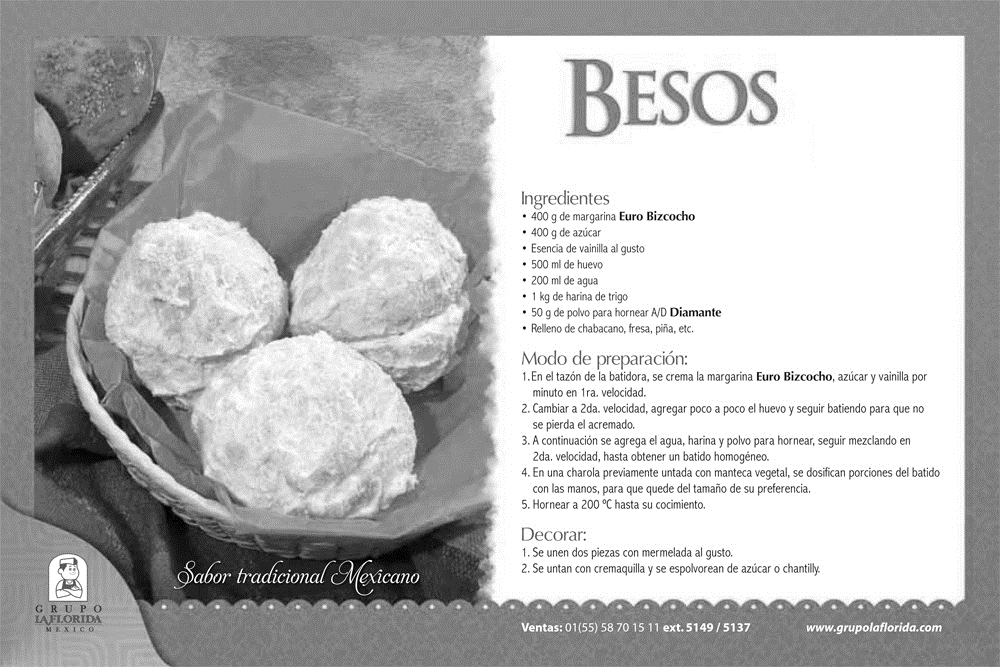 BESOS
Ingredientes
• 400 g de margarina Euro Bizcocho
• 400 g de azúcar
• Esencia de vainilla al gusto
• 500 ml de huevo
• 200 ml de agua
• 1 kg de harina de trigo
• 50 g de polvo para hornear A/D Diamante
• Relleno de chabacano, fresa, piña, etc.
Modo de preparación:
1. En el tazón de la batidora, se crema la margarina Euro Bizcocho, azúcar y vainilla por
minuto en 1ra. velocidad.
2. Cambiar a 2da. velocidad, agregar poco a poco el huevo y seguir batiendo para que no
se pierda el acremado.
3. A continuación se agrega el agua, harina y polvo para hornear, seguir mezclando en
2da. velocidad, hasta obtener un batido homogéneo.
4. En una charola previamente untada con manteca vegetal, se dosifican porciones del batido
con las manos, para que quede del tamaño de su preferencia.
5. Hornear a 200 ºC hasta su cocimiento.
Decorar:
1. Se unen dos piezas con mermelada al gusto.
2. Se untan con cremaquilla y se espolvorean de azúcar o chantilly.
Sabor tradicional Mexicano
GRUPO
LA FLORIDA
MEXICO
Ventas: 01(55) 58 70 15 11 ext. 5149 / 5137
www.grupolaflorida.com